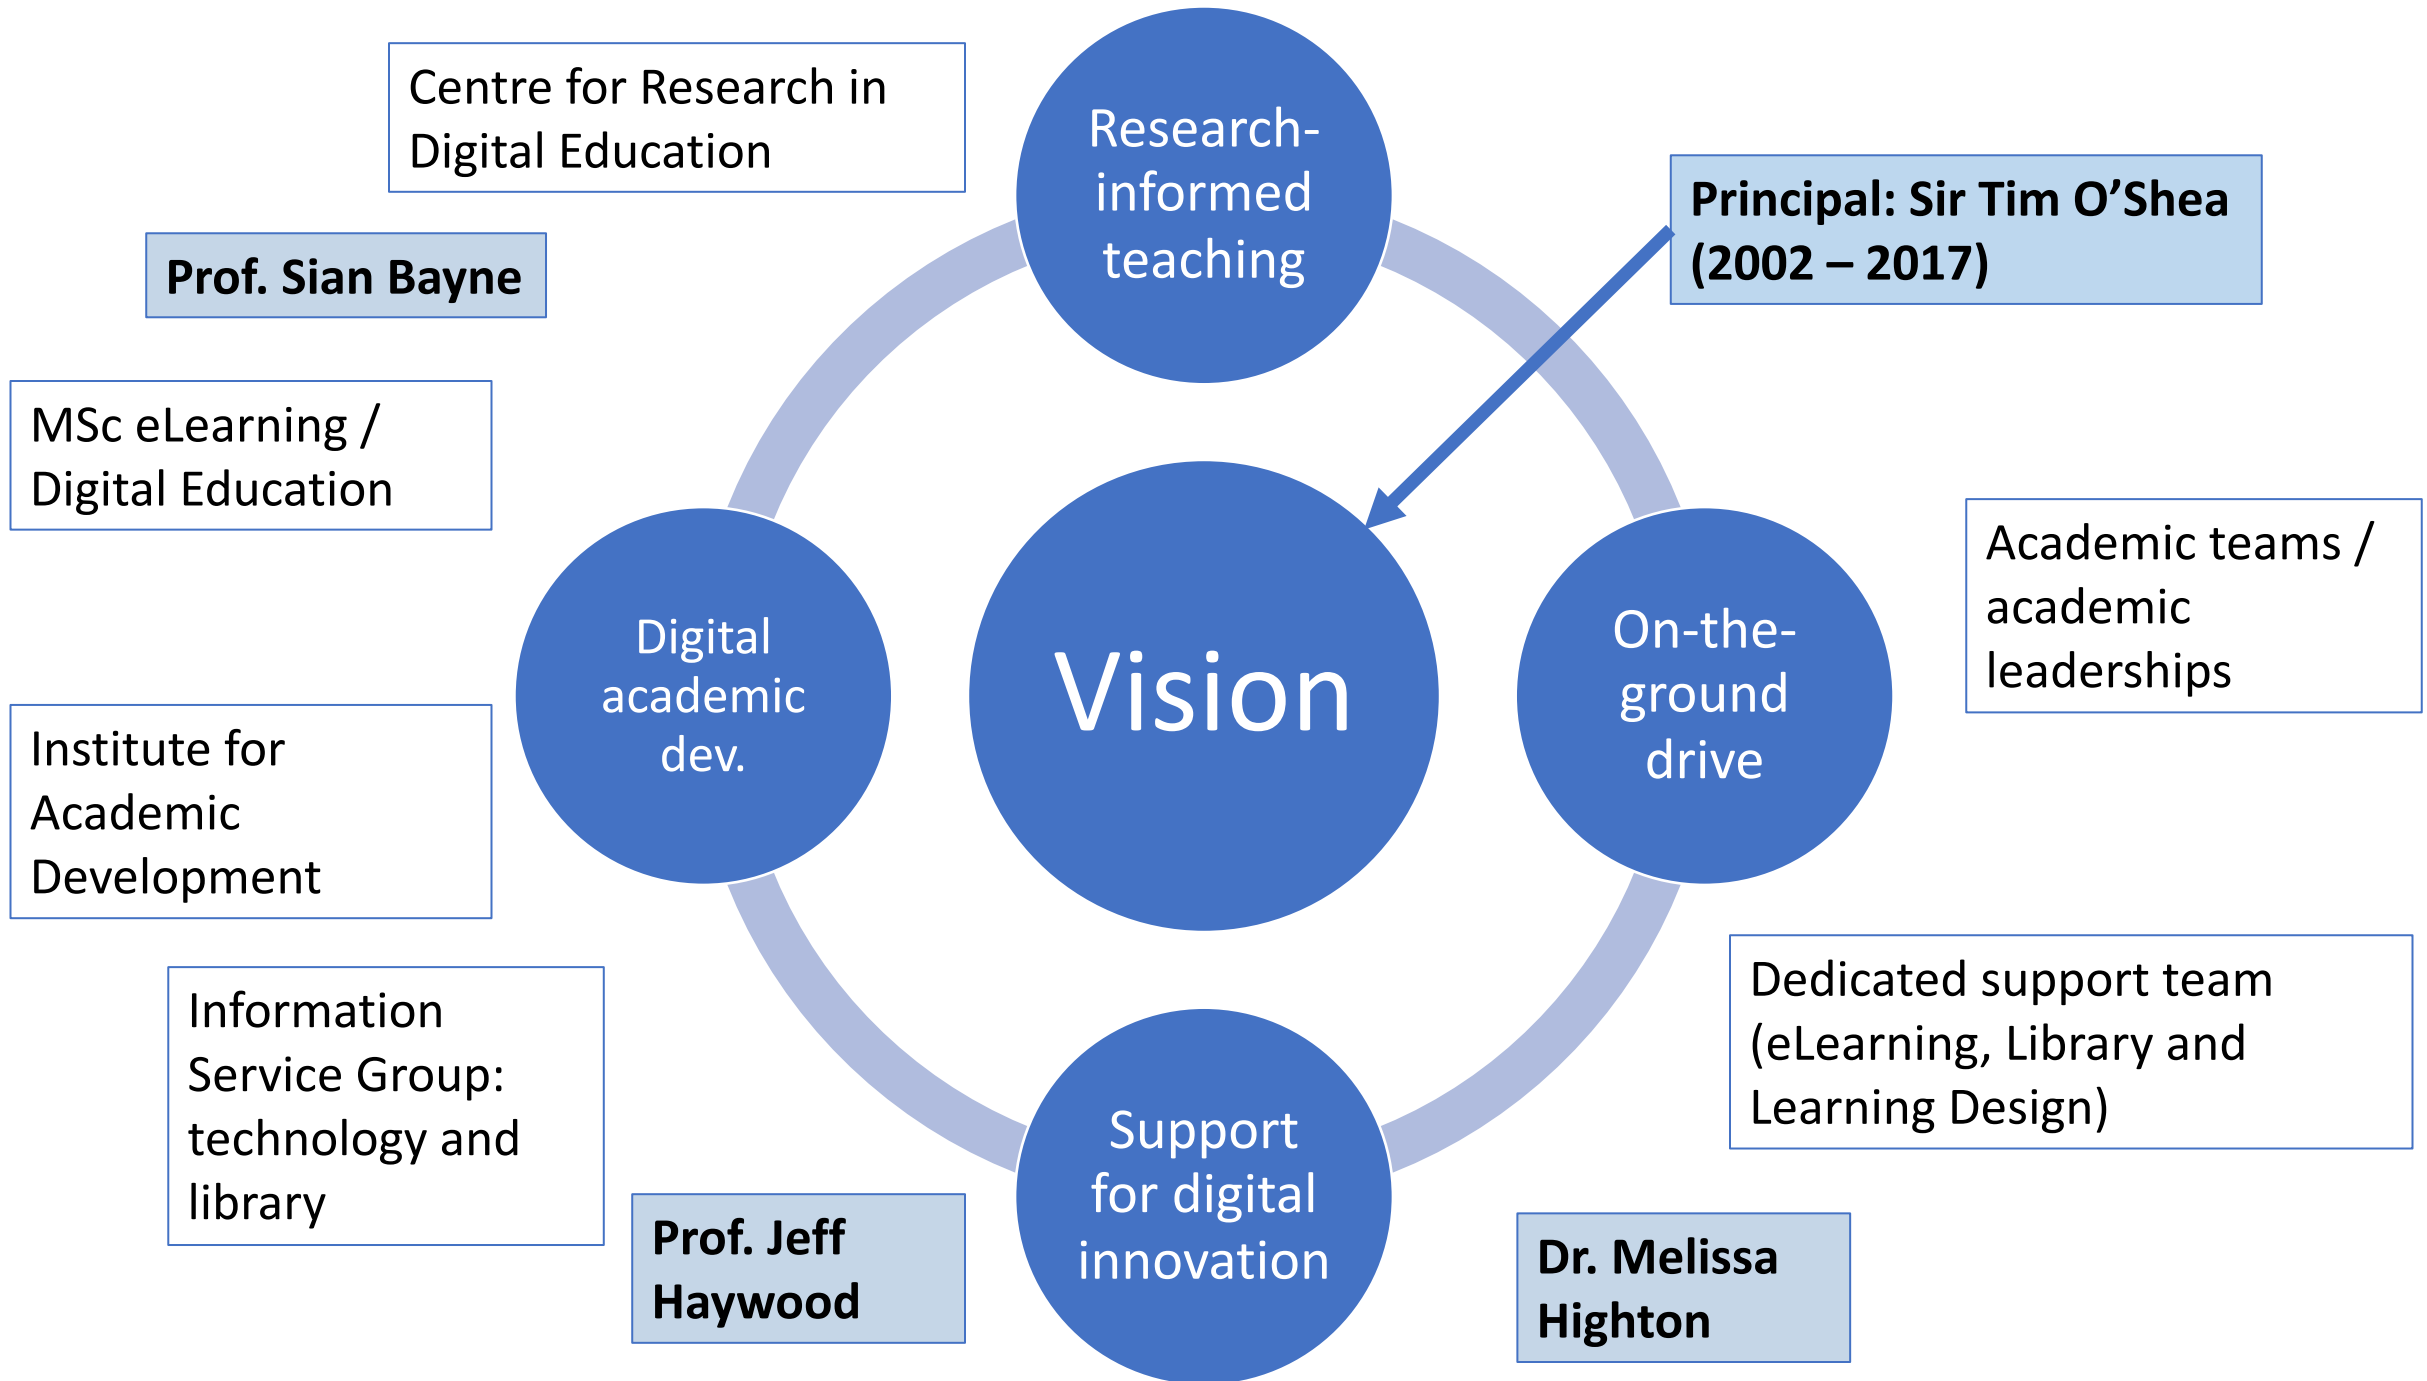 Centre for Research in
Digital Education
Research-
informed
teaching
Principal: Sir Tim O’Shea
(2002 – 2017)
Prof. Sian Bayne
MSc eLearning /
Digital Education
Academic teams /
academic
leaderships
Digital
academic
dev.
Vision
On-the-
ground
drive
Institute for
Academic
Development
Information
Service Group:
technology and
library
Dedicated support team
(eLearning, Library and
Learning Design)
Support
for digital
innovation
Prof. Jeff
Haywood
Dr. Melissa
Highton